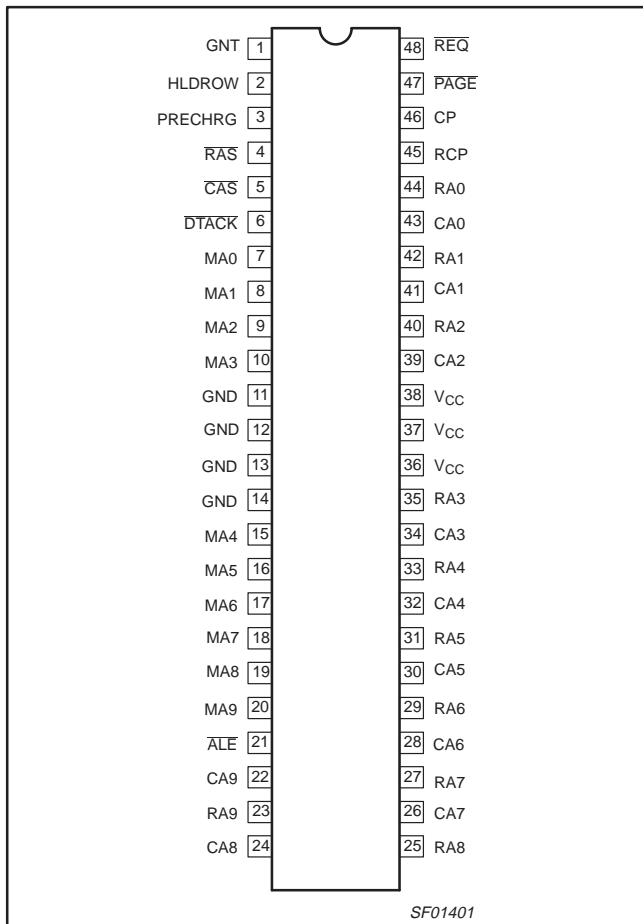 GNT 1 48 REQ
HLDROW 2 47 PAGE
PRECHRG 3 46 CP
RAS 4 45 RCP
CAS 5 44 RA0
DTACK 6 43 CA0
MA0 7 42 RA1
MA1 8 41 CA1
MA2 9 40 RA2
MA3 10 39 CA2
GND 11 38 VCC
GND 12 37 VCC
GND 13 36 VCC
GND 14 35 RA3
MA4 15 34 CA3
MA5 16 33 RA4
MA6 17 32 CA4
MA7 18 31 RA5
MA8 19 30 CA5
MA9 20 29 RA6
ALE 21 28 CA6
CA9 22 27 RA7
RA9 23 26 CA7
CA8 24 25 RA8
SF01401